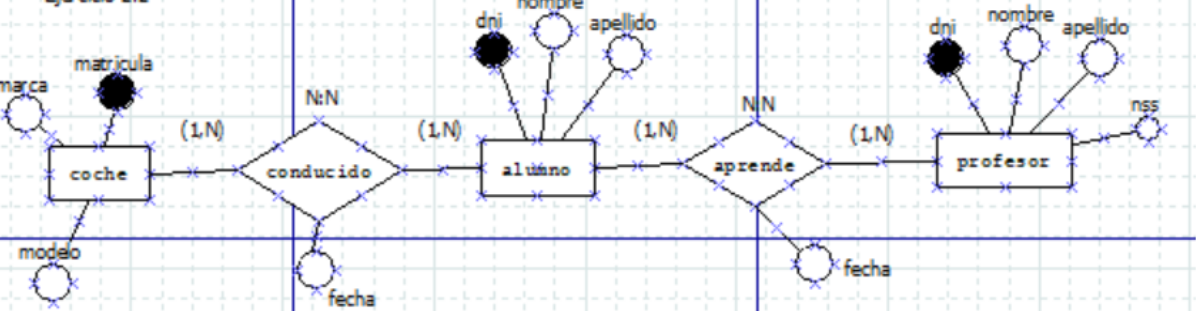 nombre
dni
apellido
dni
nombre
apellido
matricula
marca
N:N
N:N
nss
(1,N)
(1,N)
(1,N)
(1,N)
coche
conducido
alumno
aprende
profesor
modelo
fecha
fecha